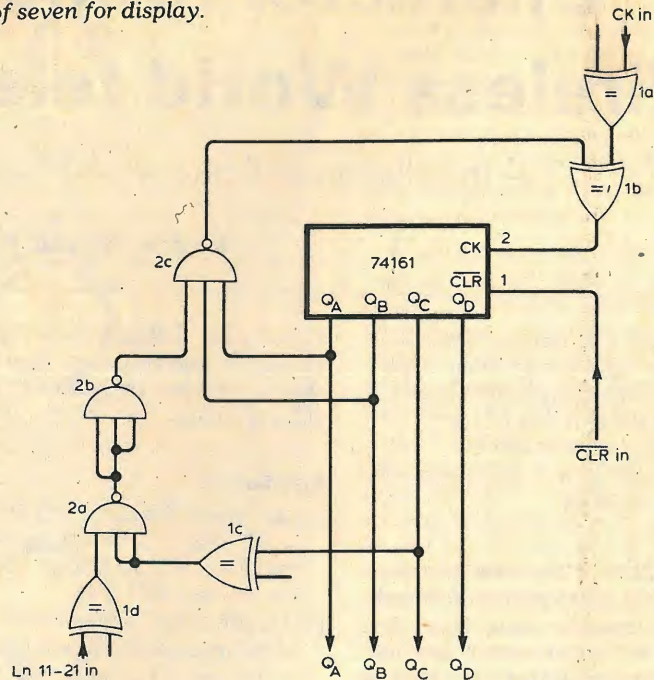 of seven for display.
CK in
= 1a
= 1b
2c
74161
CK 2
CLR 1
QA QB QC QD
2b
CLR in
2a
1c
=
= 1d
Ln 11-21 in
QA QB QC QD